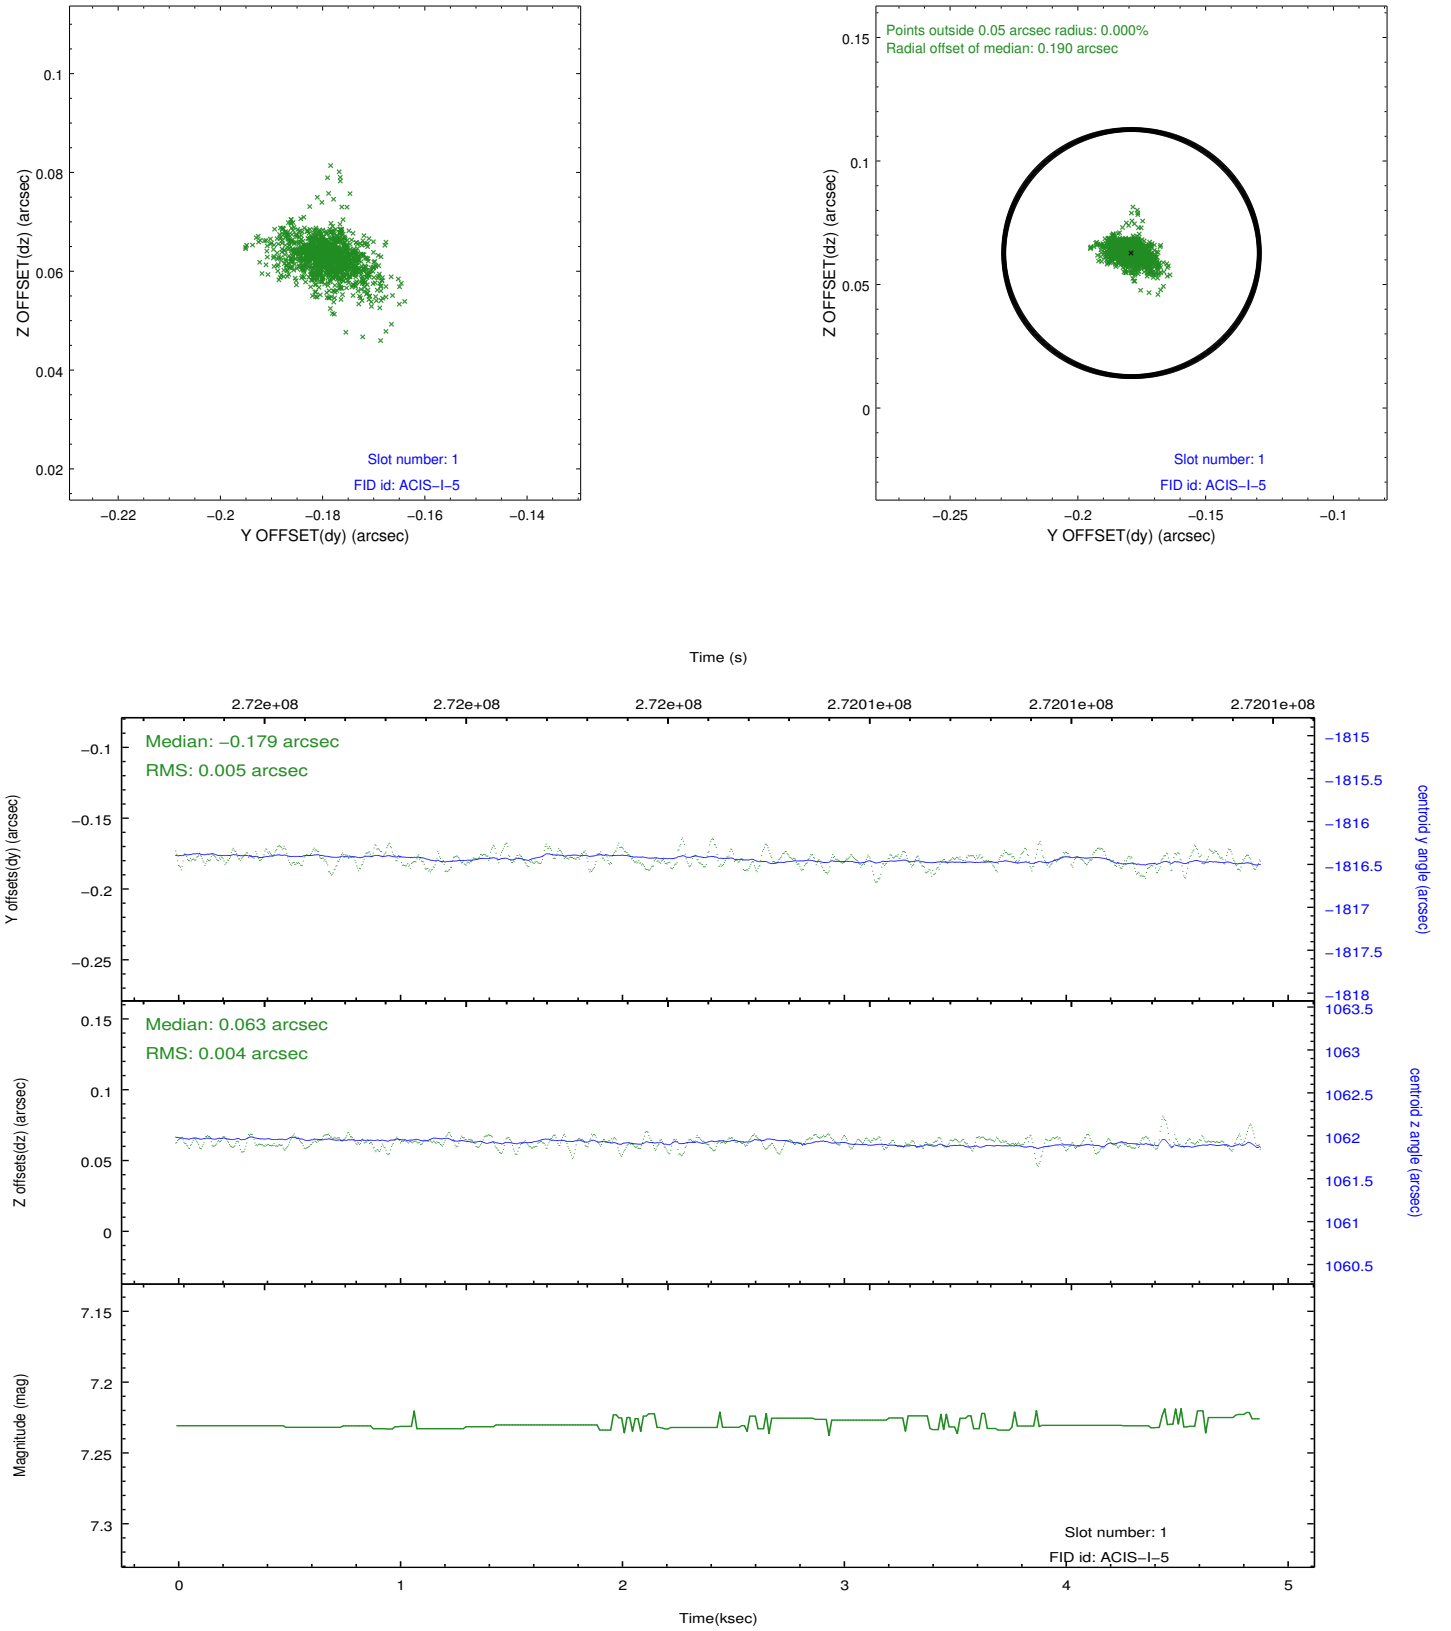 0.1
0.08
0.06
0.04
0.02
Z OFFSET(dz) (arcsec)
Slot number: 1
FID id: ACIS−I−5
−0.22 −0.2 −0.18 −0.16 −0.14
Y OFFSET(dy) (arcsec)
Points outside 0.05 arcsec radius: 0.000%
Radial offset of median: 0.190 arcsec
0.15
0.1
0.05
0
Z OFFSET(dz) (arcsec)
Slot number: 1
FID id: ACIS−I−5
−0.25 −0.2 −0.15 −0.1
Y OFFSET(dy) (arcsec)
Time (s)
2.72e+08 2.72e+08 2.72e+08 2.7201e+08 2.7201e+08 2.7201e+08
Median: −0.179 arcsec
RMS: 0.005 arcsec
−0.1
−0.15
−0.2
−0.25
Y offsets(dy) (arcsec)
−1815
−1815.5
−1816
−1816.5
−1817
−1817.5
−1818
centroid y angle (arcsec)
Median: 0.063 arcsec
RMS: 0.004 arcsec
0.15
0.1
0.05
0
Z offsets(dz) (arcsec)
1063.5
1063
1062.5
1062
1061.5
1061
1060.5
centroid z angle (arcsec)
7.15
7.2
7.25
7.3
Magnitude (mag)
Slot number: 1
FID id: ACIS−I−5
0 1 2 3 4 5
Time(ksec)